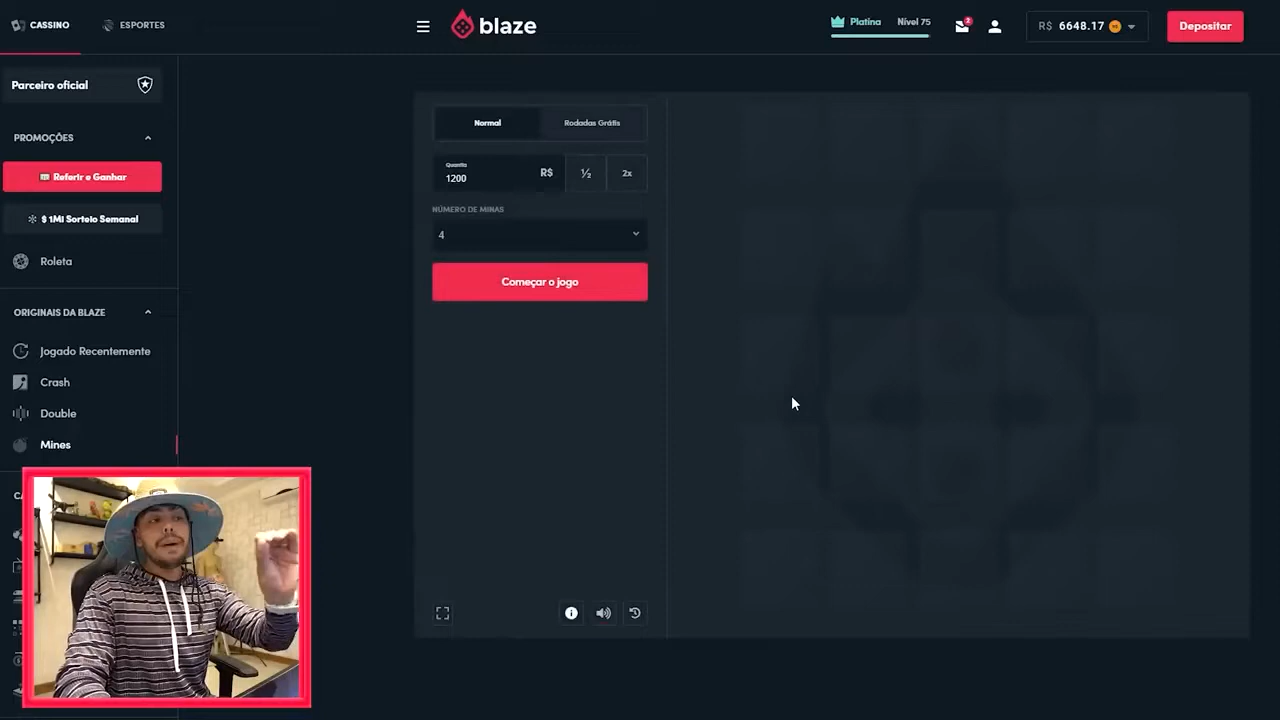 CASSINO
ESPORTES
blaze
Platina Nível 75
2
R$ 6648.17
Depositar
Parceiro oficial
PROMOÇÕES
Referir e Ganhar
$ 1Mi Sorteio Semanal
Roleta
ORIGINAIS DA BLAZE
Jogado Recentemente
Crash
Double
Mines
Normal
Rodadas Grátis
Quantia
1200
R$
½
2x
NÚMERO DE MINAS
4
Começar o jogo